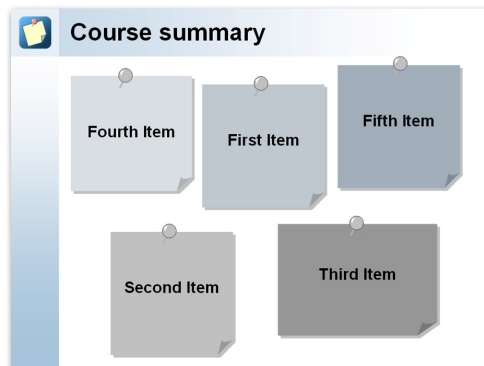 Course summary
Fourth Item
First Item
Fifth Item
Second Item
Third Item